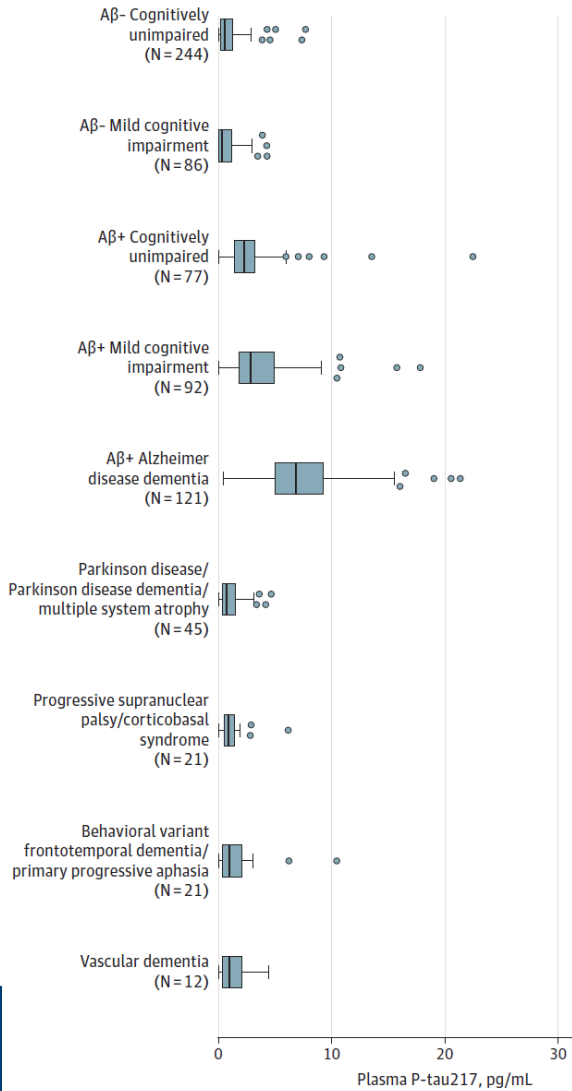 Aβ– Cognitively
unimpaired
(N = 244)
Aβ– Mild cognitive
impairment
(N = 86)
Aβ+ Cognitively
unimpaired
(N = 77)
Aβ+ Mild cognitive
impairment
(N = 92)
Aβ+ Alzheimer
disease dementia
(N = 121)
Parkinson disease/
Parkinson disease dementia/
multiple system atrophy
(N = 45)
Progressive supranuclear
palsy/corticobasal
syndrome
(N = 21)
Behavioral variant
frontotemporal dementia/
primary progressive aphasia
(N = 21)
Vascular dementia
(N = 12)
0 10 20 30
Plasma P-tau217, pg/mL